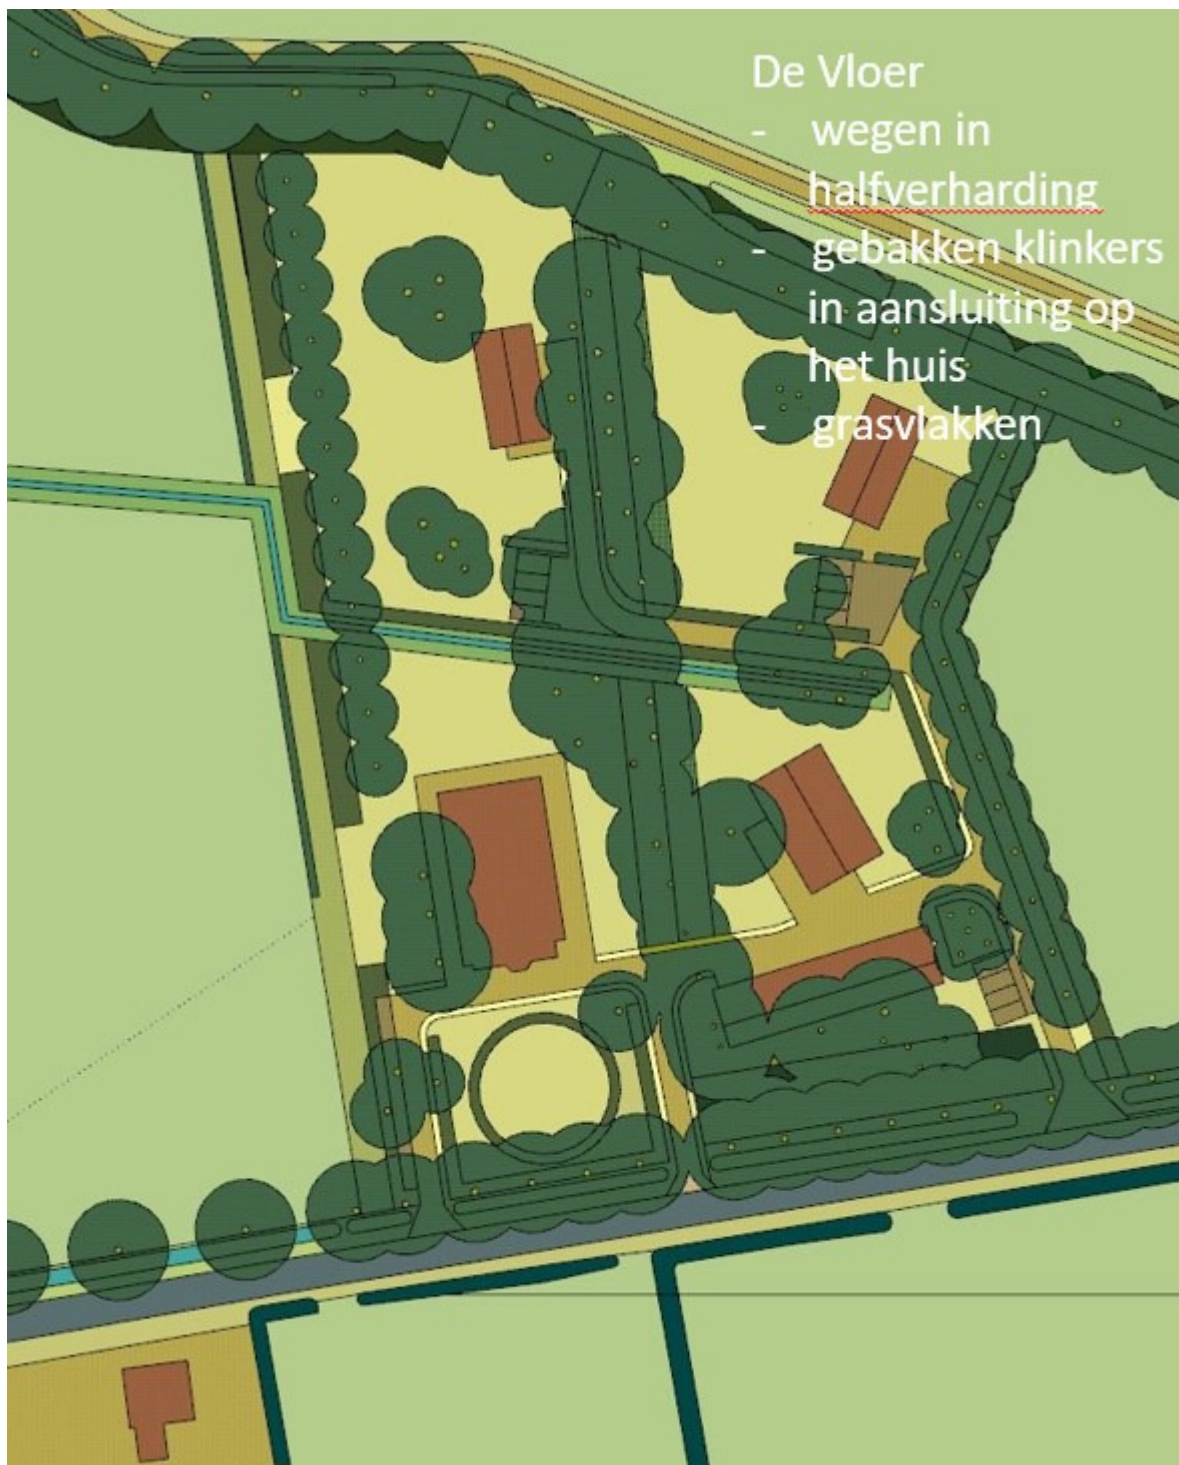 De Vloer
- wegen in
halfverharding
- gebakken klinkers
in aansluiting op
het huis
- grasvlakken